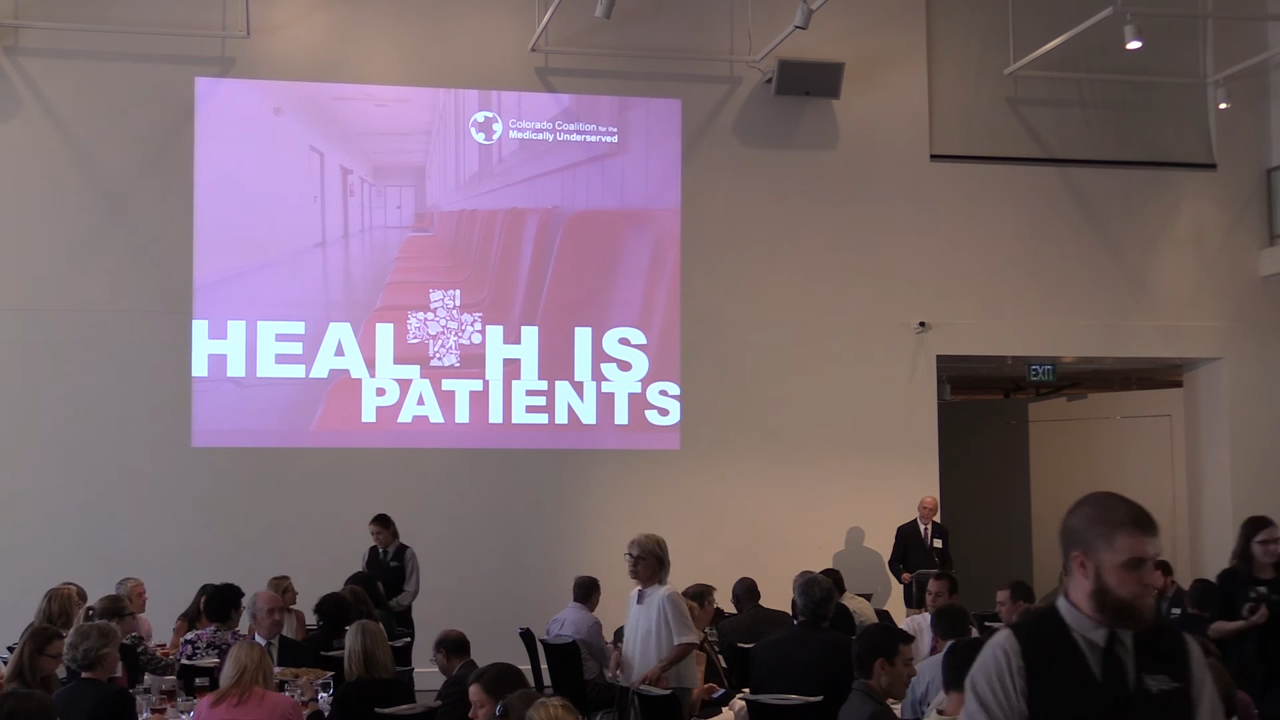 Colorado Coalition for the
Medically Underserved
HEAL H IS
PATIENTS
EXIT